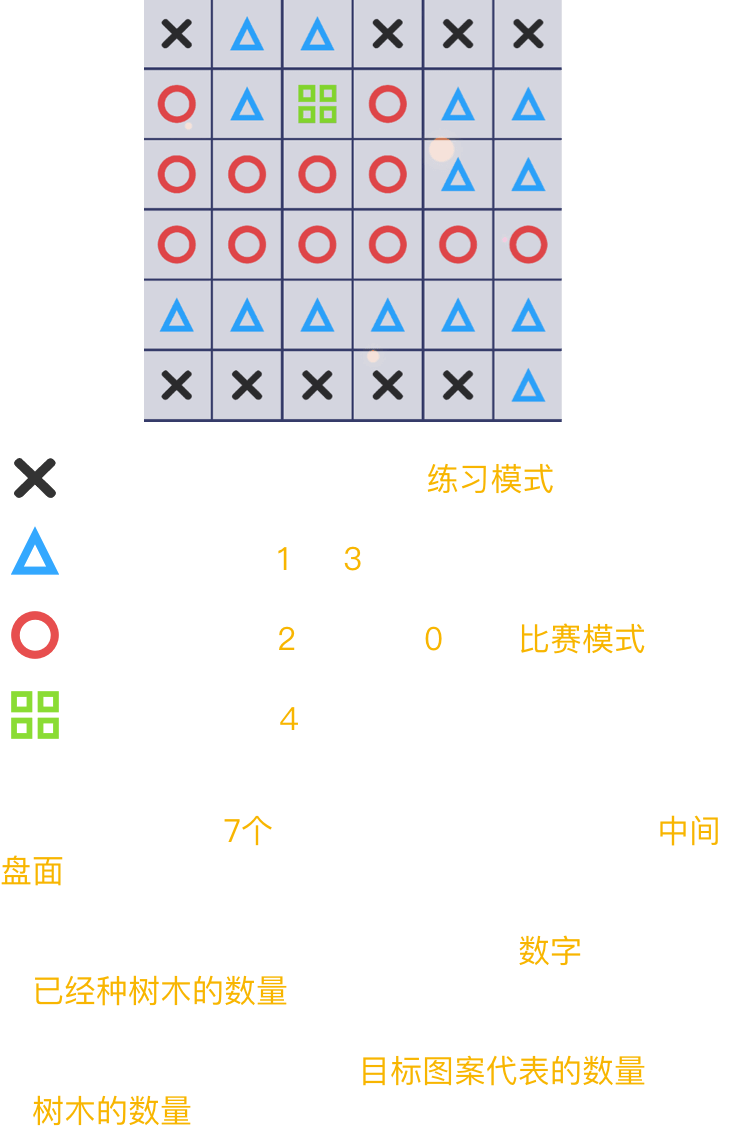 练习模式
1 3
2 0 比赛模式
4
7个 中间
盘面
数字
已经种树木的数量
目标图案代表的数量
树木的数量